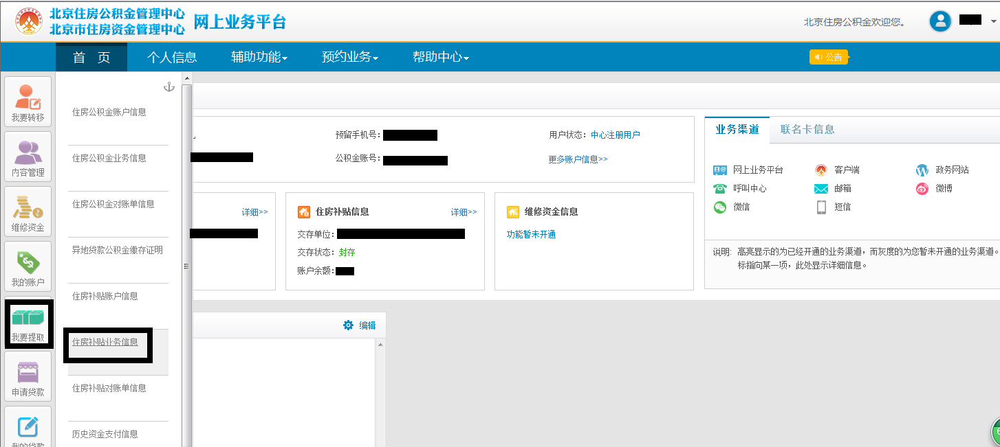 北京住房公积金管理中心
北京市住房资金管理中心
网上业务平台
北京住房公积金欢迎您。
首 页
个人信息
辅助功能
预约业务
帮助中心
公告
我要转移
内容管理
维修资金
我的账户
我要提取
申请贷款
我的贷款
住房公积金账户信息
住房公积金业务信息
住房公积金对账单信息
异地贷款公积金缴存证明
住房补贴账户信息
住房补贴业务信息
住房补贴对账单信息
历史资金支付信息
预留手机号：
用户状态：中心注册用户
公积金账号：
更多账户信息>>
详细>>
住房补贴信息
详细>>
交存单位：
交存状态：封存
账户余额：
维修资金信息
功能暂未开通
编辑
业务渠道
联名卡信息
网上业务平台
客户端
政务网站
呼叫中心
邮箱
微博
微信
短信
说明：高亮显示的为已经开通的业务渠道，而灰度的为您暂未开通的业务渠道。
标指向某一项，此处显示详细信息。